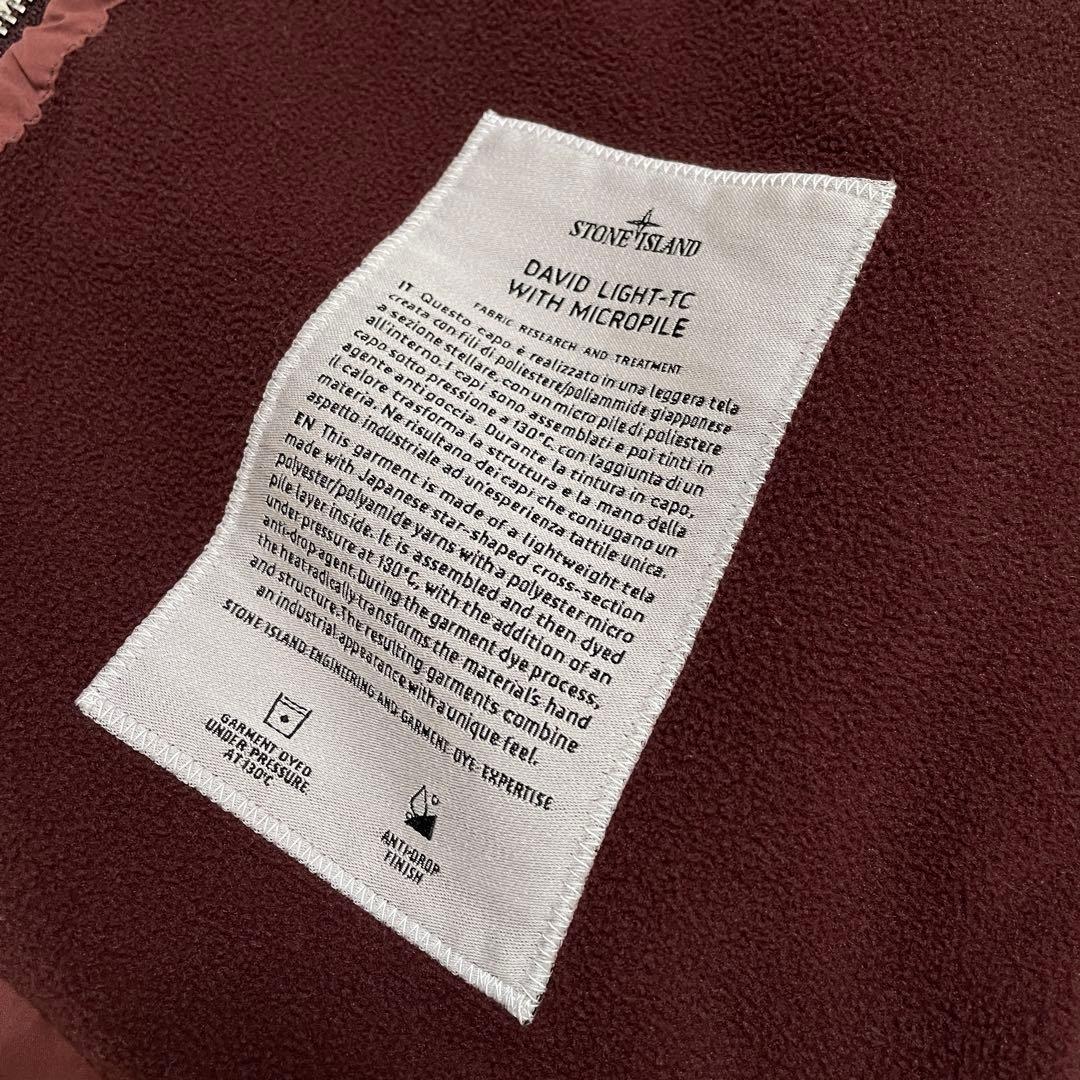 STONE ISLAND
DAVID LIGHT-TC
WITH MICROPILE
FABRIC RESEARCH AND TREATMENT
IT Questo capo è realizzato in una leggera tela
creata con fili di poliestere/poliammide giapponese
a sezione stellare, con un micro pile di poliestere
all'interno. I capi sono assemblati e poi tinti in
capo sotto pressione a 130°C, con l'aggiunta di un
agente anti goccia. Durante la tintura in capo,
il calore trasforma la struttura e la mano della
materia. Ne risultano dei capi che coniugano un
aspetto industriale ad un'esperienza tattile unica.
EN This garment is made of a lightweight tela
made with Japanese star-shaped cross-section
polyester/polyamide yarns with a polyester micro
pile layer inside. It is assembled and then dyed
under pressure at 130°C, with the addition of an
anti-drop agent. During the garment dye process,
the heat radically transforms the material's hand
and structure. The resulting garments combine
an industrial appearance with a unique feel.
STONE ISLAND ENGINEERING AND GARMENT DYE EXPERTISE
GARMENT DYED
UNDER PRESSURE
AT 130°C
ANTI-DROP
FINISH